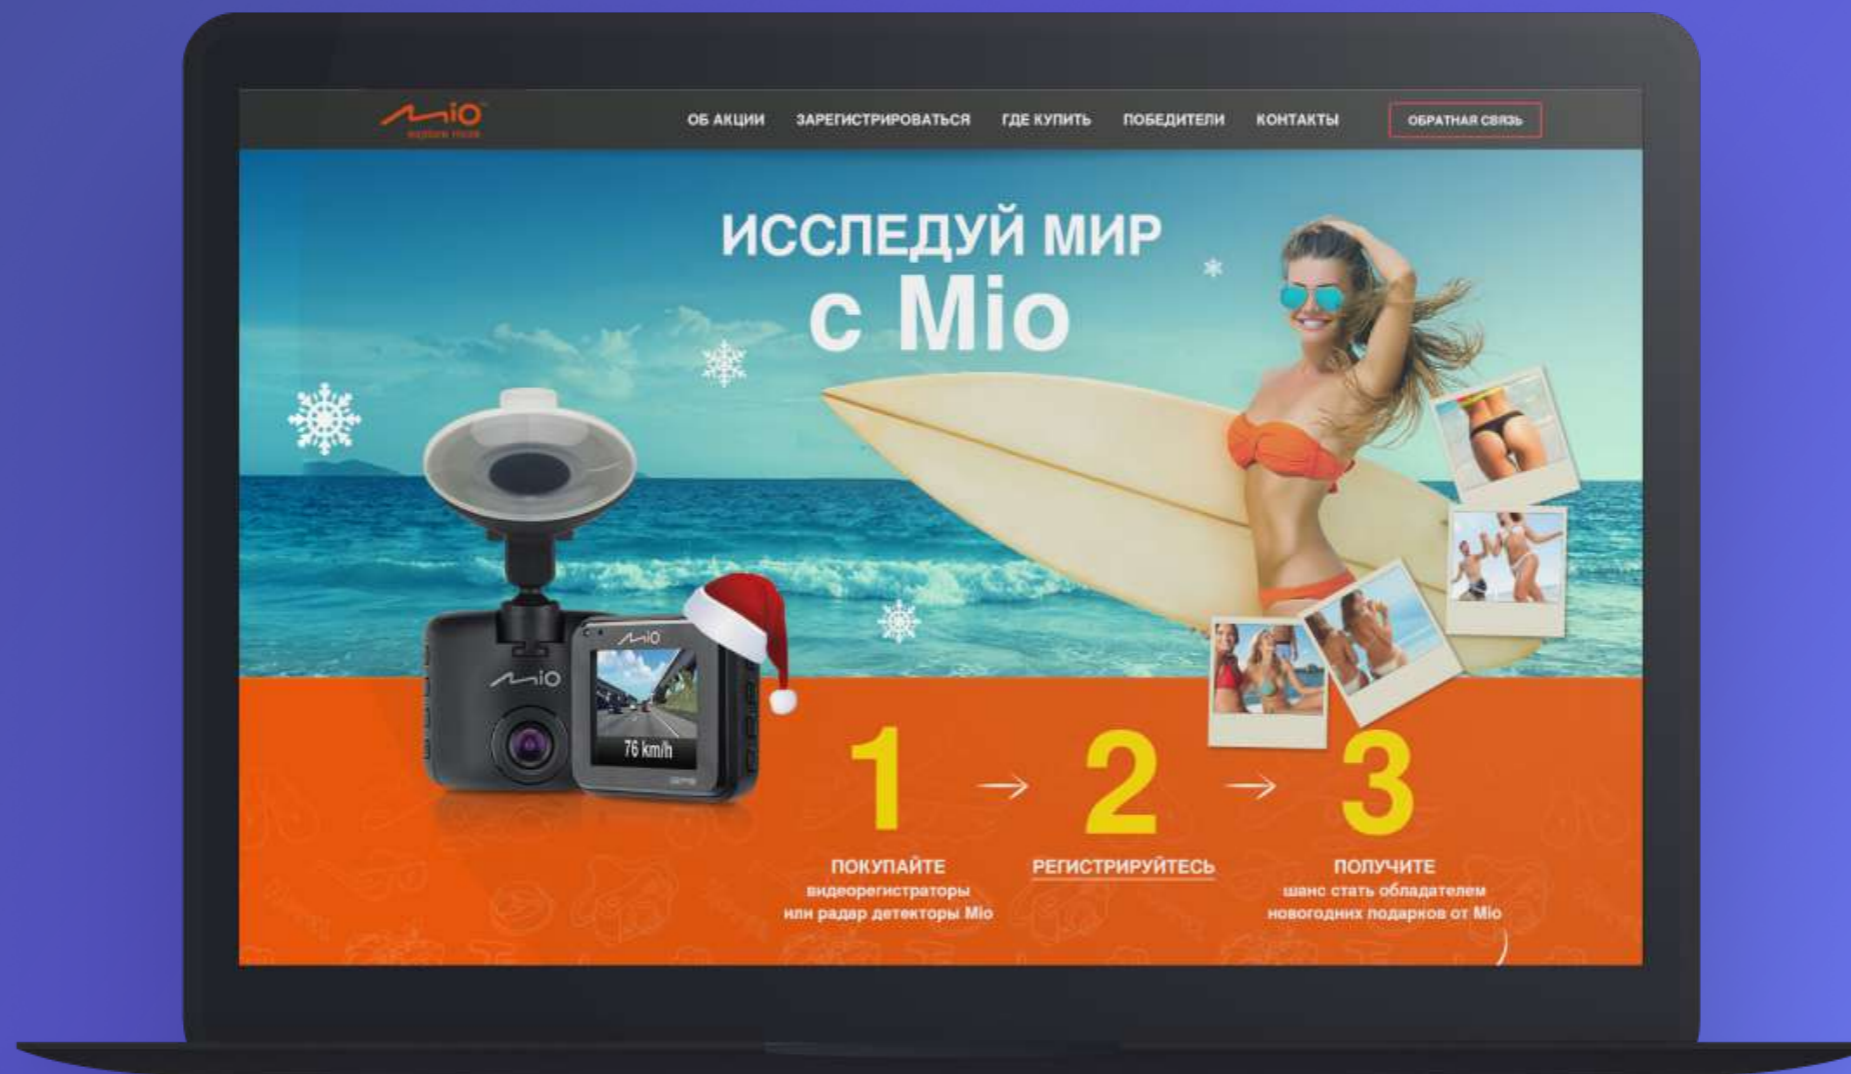 Mio
ОБ АКЦИИ
ЗАРЕГИСТРИРОВАТЬСЯ
ГДЕ КУПИТЬ
ПОБЕДИТЕЛИ
КОНТАКТЫ
ОБРАТНАЯ СВЯЗЬ
ИССЛЕДУЙ МИР
с Mio
Mio
Mio
76 km/h
1
2
3
ПОКУПАЙТЕ
видеорегистраторы
или радар детекторы Mio
РЕГИСТРИРУЙТЕСЬ
ПОЛУЧИТЕ
шанс стать обладателем
новогодних подарков от Mio